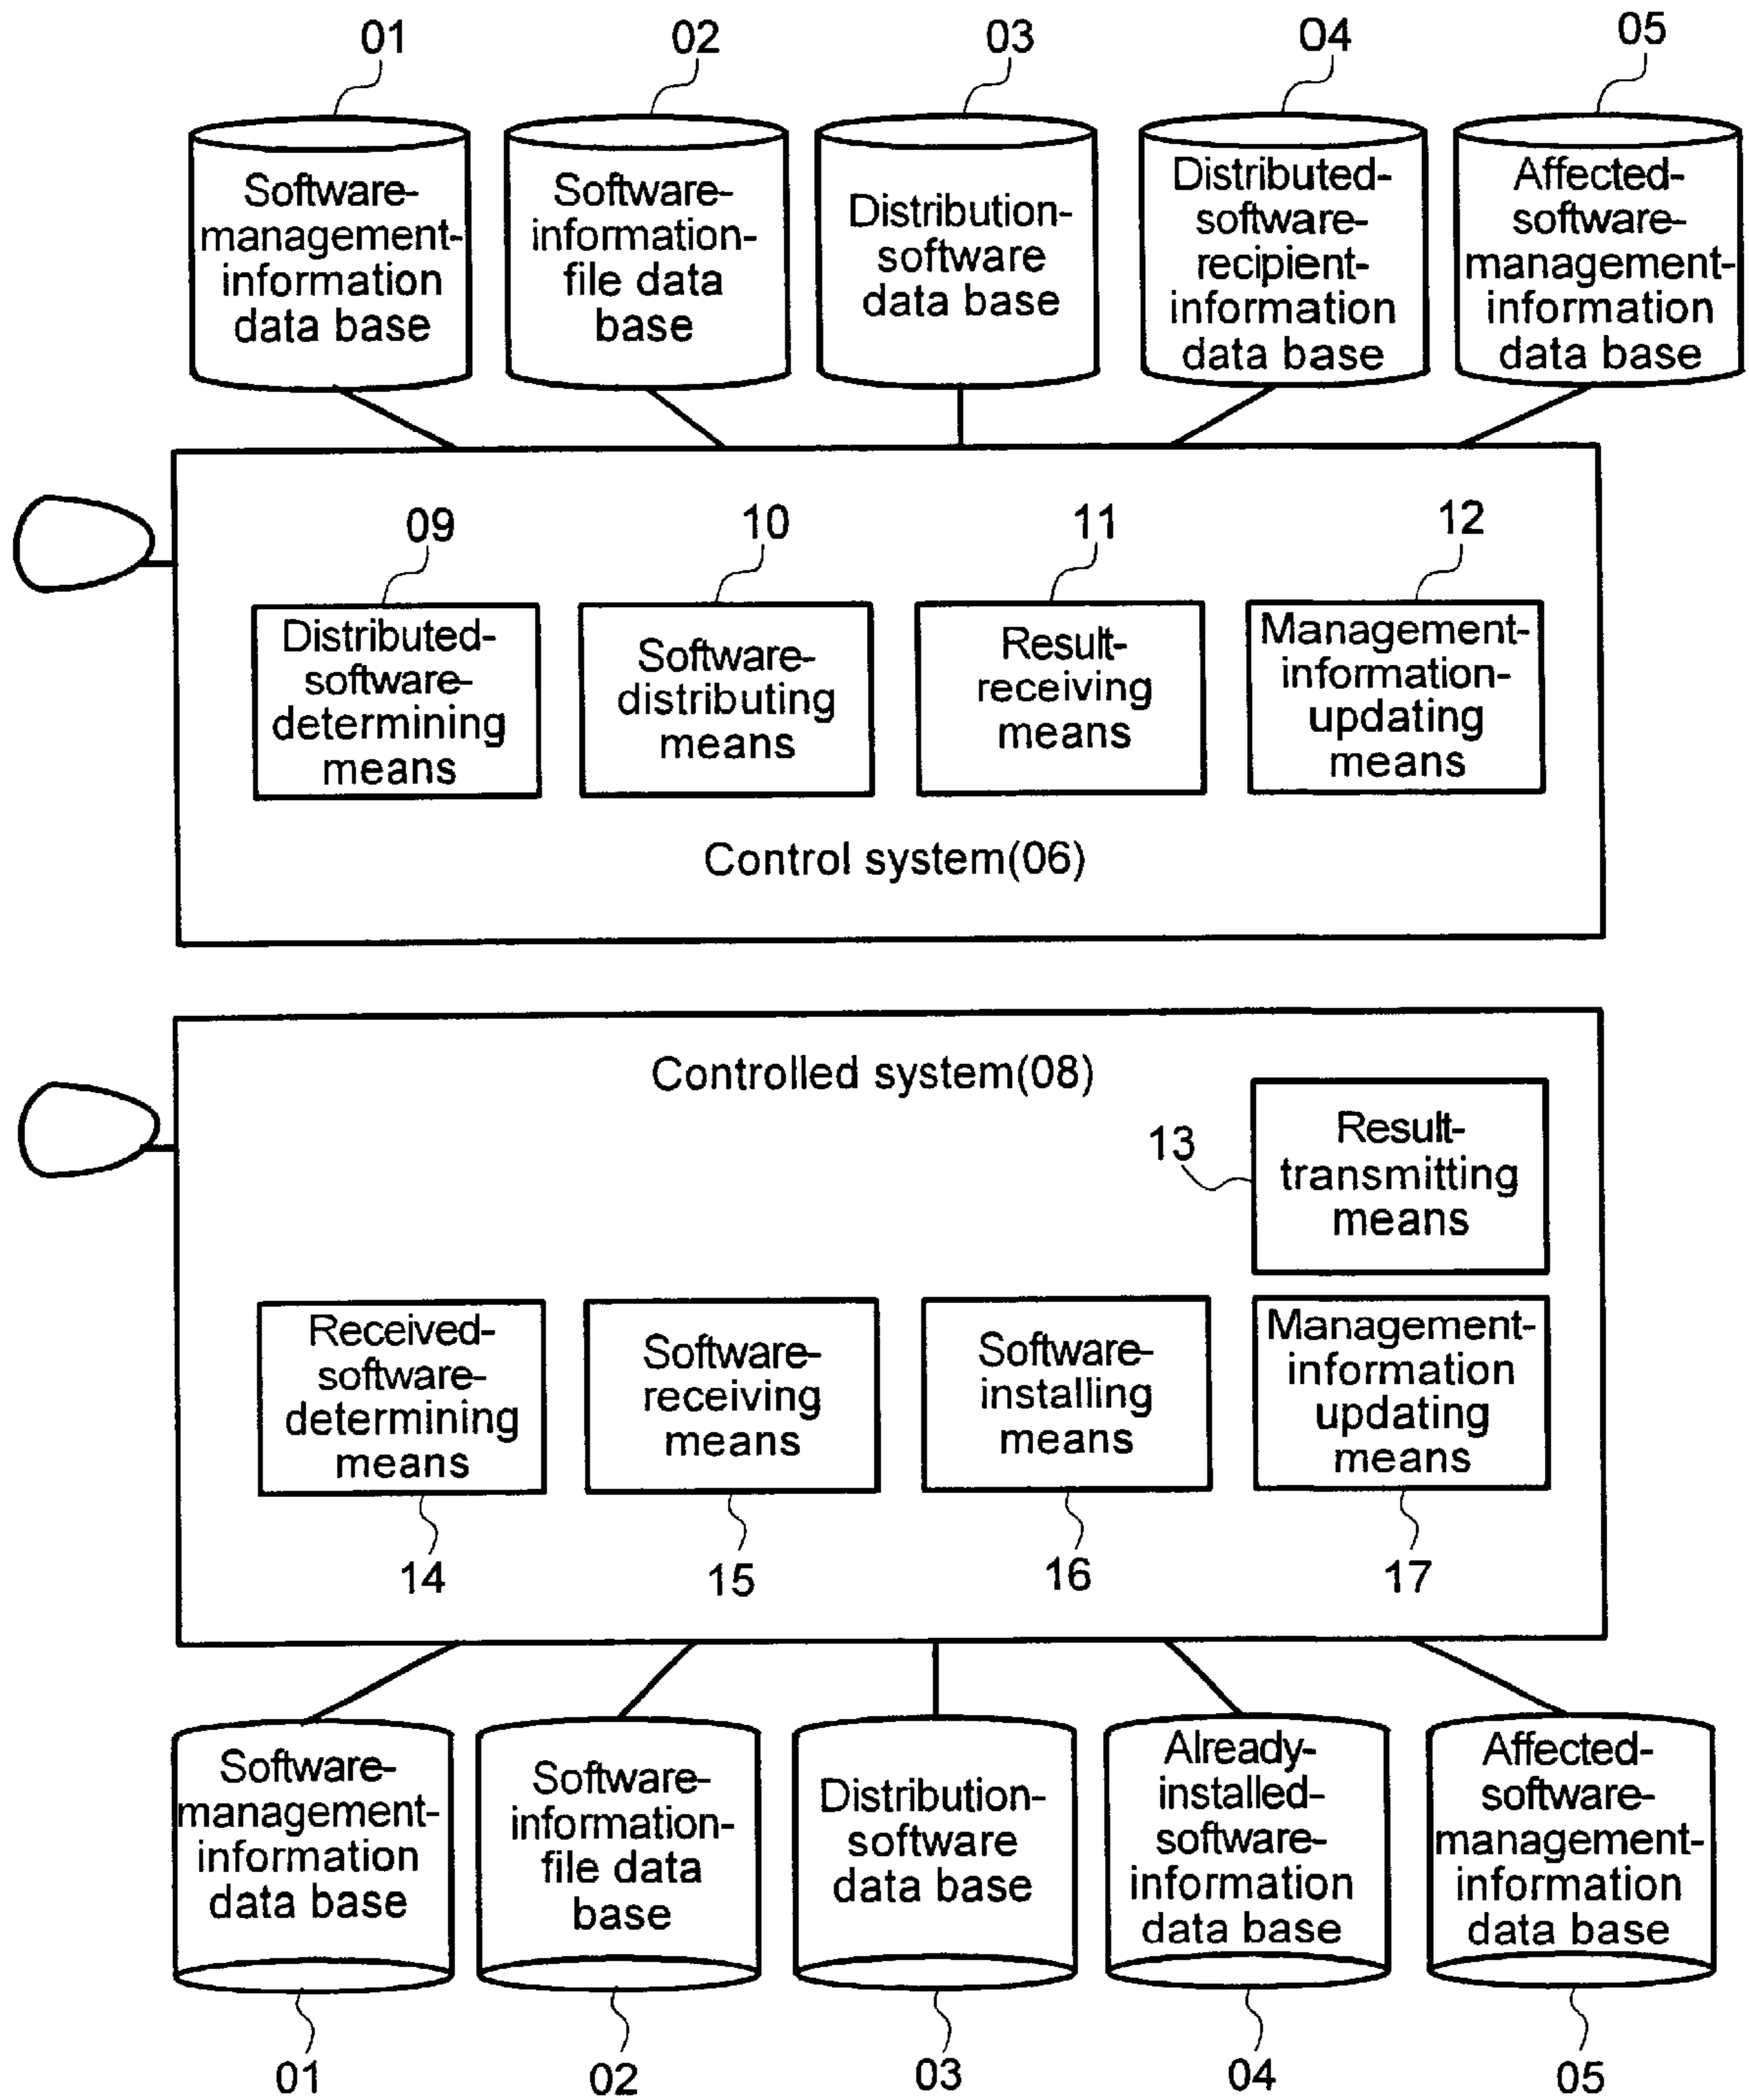 01
02
03
04
05
Software-
management-
information
data base
Software-
information-
file data
base
Distribution-
software
data base
Distributed-
software-
recipient-
information
data base
Affected-
software-
management-
information
data base
09
10
11
12
Distributed-
software-
determining
means
Software-
distributing
means
Result-
receiving
means
Management-
information-
updating
means
Control system(06)
Controlled system(08)
13
Result-
transmitting
means
Received-
software-
determining
means
Software-
receiving
means
Software-
installing
means
Management-
information
updating
means
14
15
16
17
Software-
management-
information
data base
Software-
information-
file data
base
Distribution-
software
data base
Already-
installed-
software-
information
data base
Affected-
software-
management-
information
data base
01
02
03
04
05